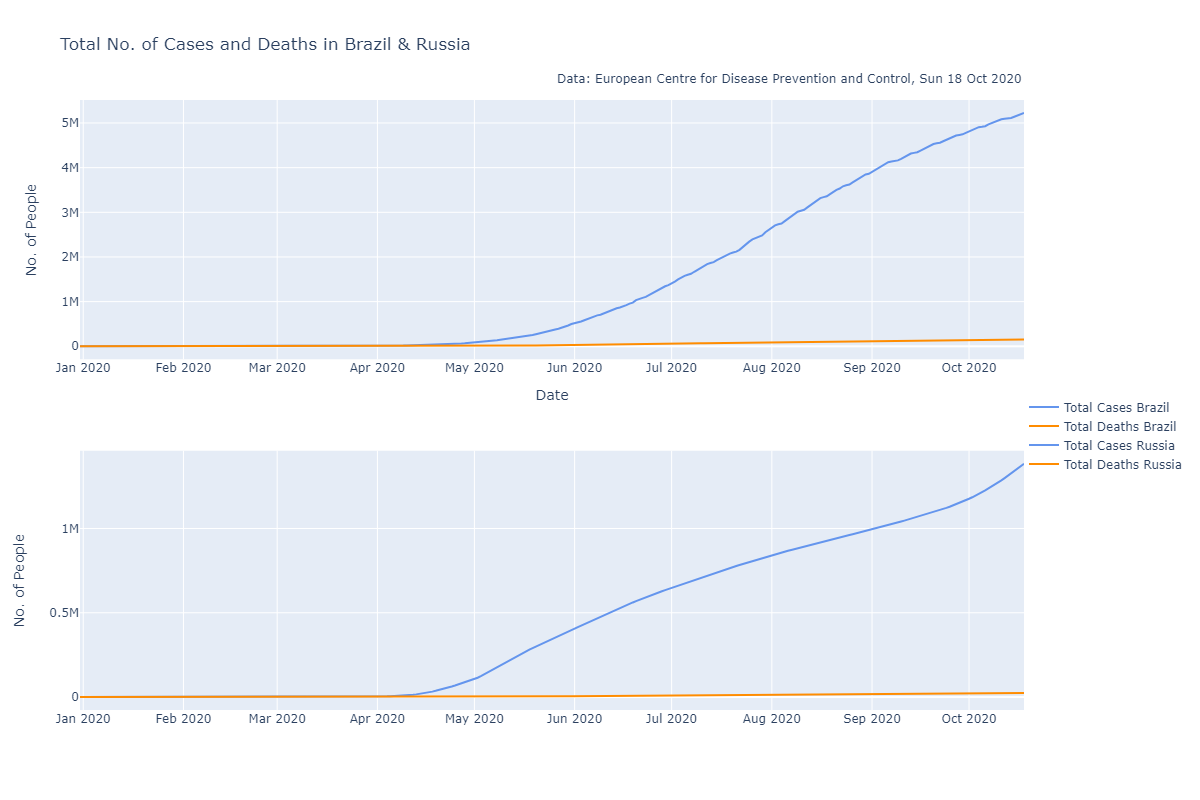 Total No. of Cases and Deaths in Brazil & Russia
Data: European Centre for Disease Prevention and Control, Sun 18 Oct 2020
No. of People
5M
4M
3M
2M
1M
0
Jan 2020 Feb 2020 Mar 2020 Apr 2020 May 2020 Jun 2020 Jul 2020 Aug 2020 Sep 2020 Oct 2020
Date
Total Cases Brazil
Total Deaths Brazil
Total Cases Russia
Total Deaths Russia
No. of People
1M
0.5M
0
Jan 2020 Feb 2020 Mar 2020 Apr 2020 May 2020 Jun 2020 Jul 2020 Aug 2020 Sep 2020 Oct 2020